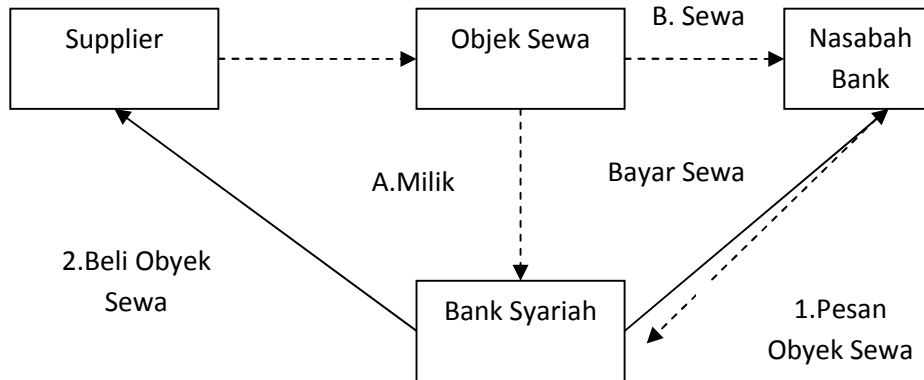 Supplier
Objek Sewa
B. Sewa
Nasabah
Bank
A.Milik
Bayar Sewa
2.Beli Obyek
Sewa
Bank Syariah
1.Pesan
Obyek Sewa